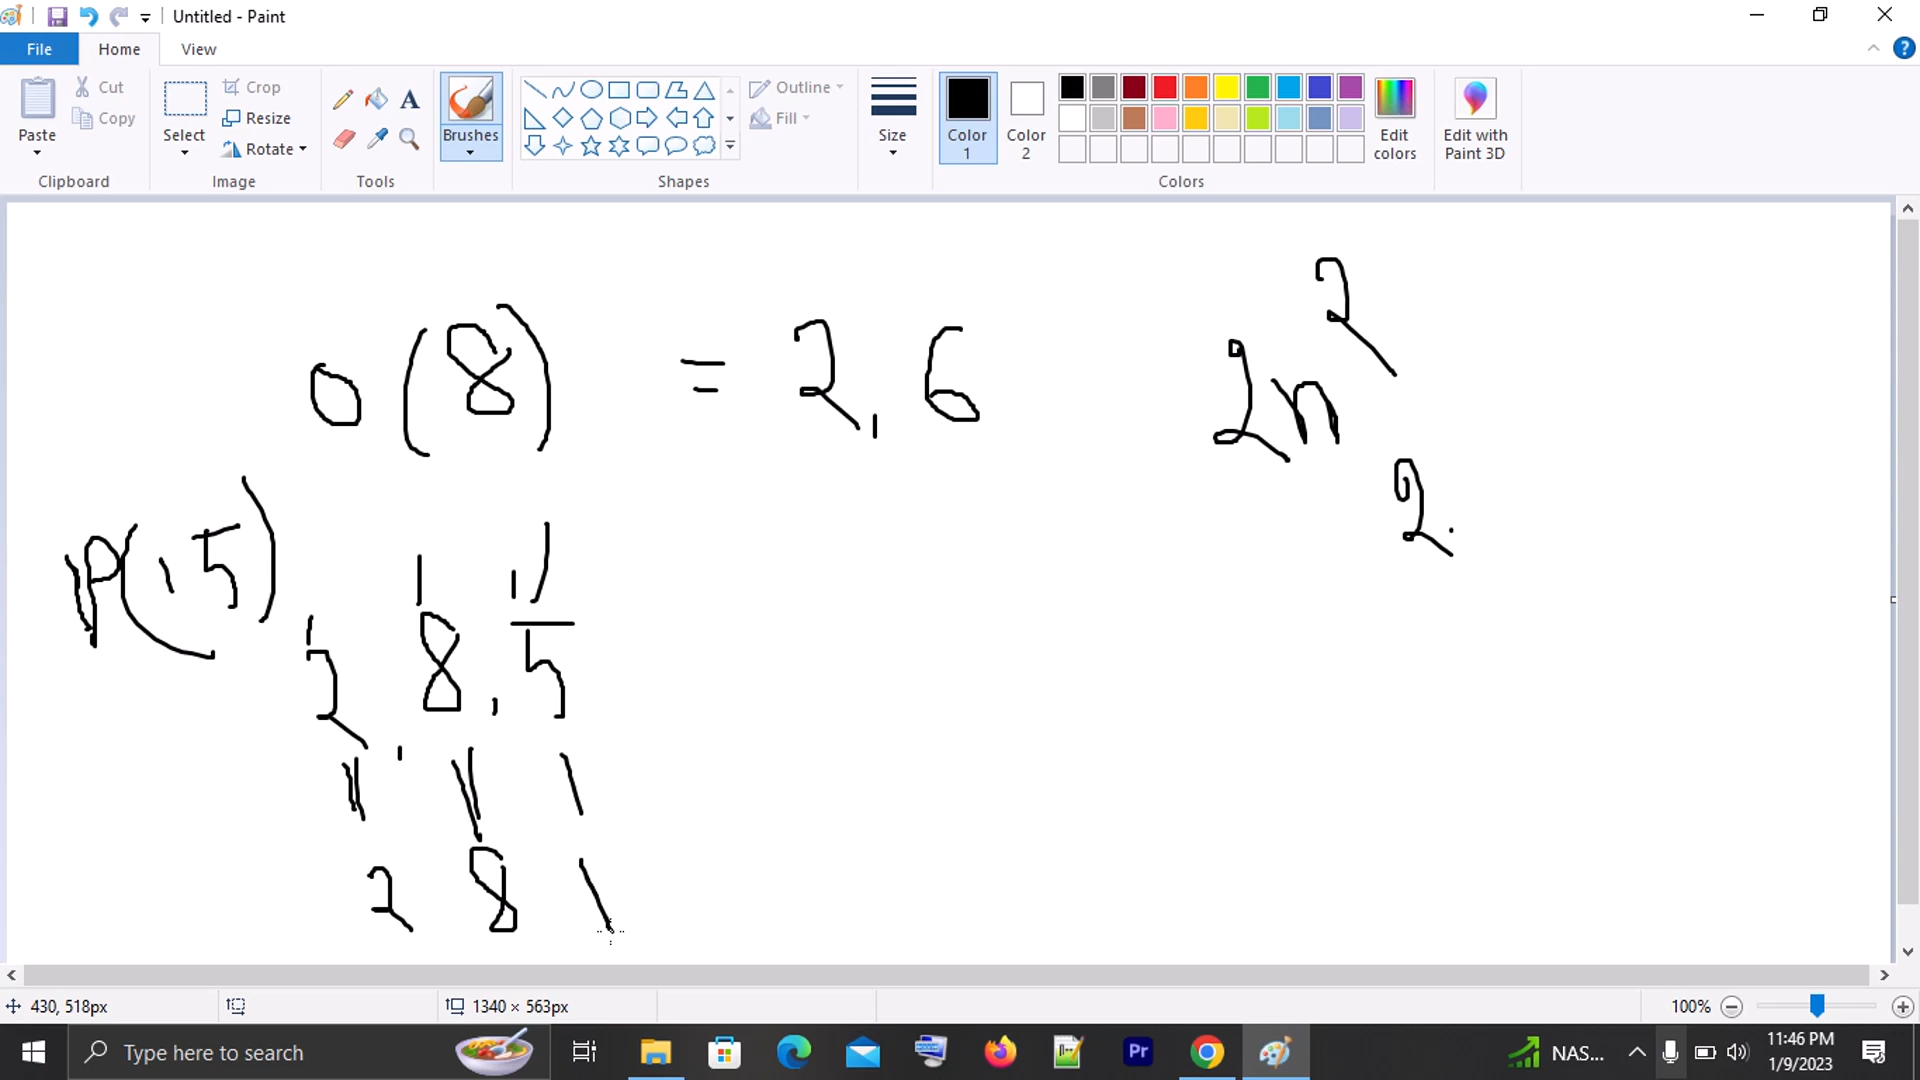 Untitled - Paint
File Home View
Paste
Cut
Copy
Clipboard
Select
Crop
Resize
Rotate
Image
Tools
Brushes
Outline
Fill
Shapes
Size
Color 1
Color 2
Edit colors
Edit with Paint 3D
Colors
O(8) = 2,6
2n²
2.
P(15)
2, 8, 5
2 8 1
430, 518px
1340 × 563px
100%
Type here to search
Pr
NAS...
11:46 PM
1/9/2023